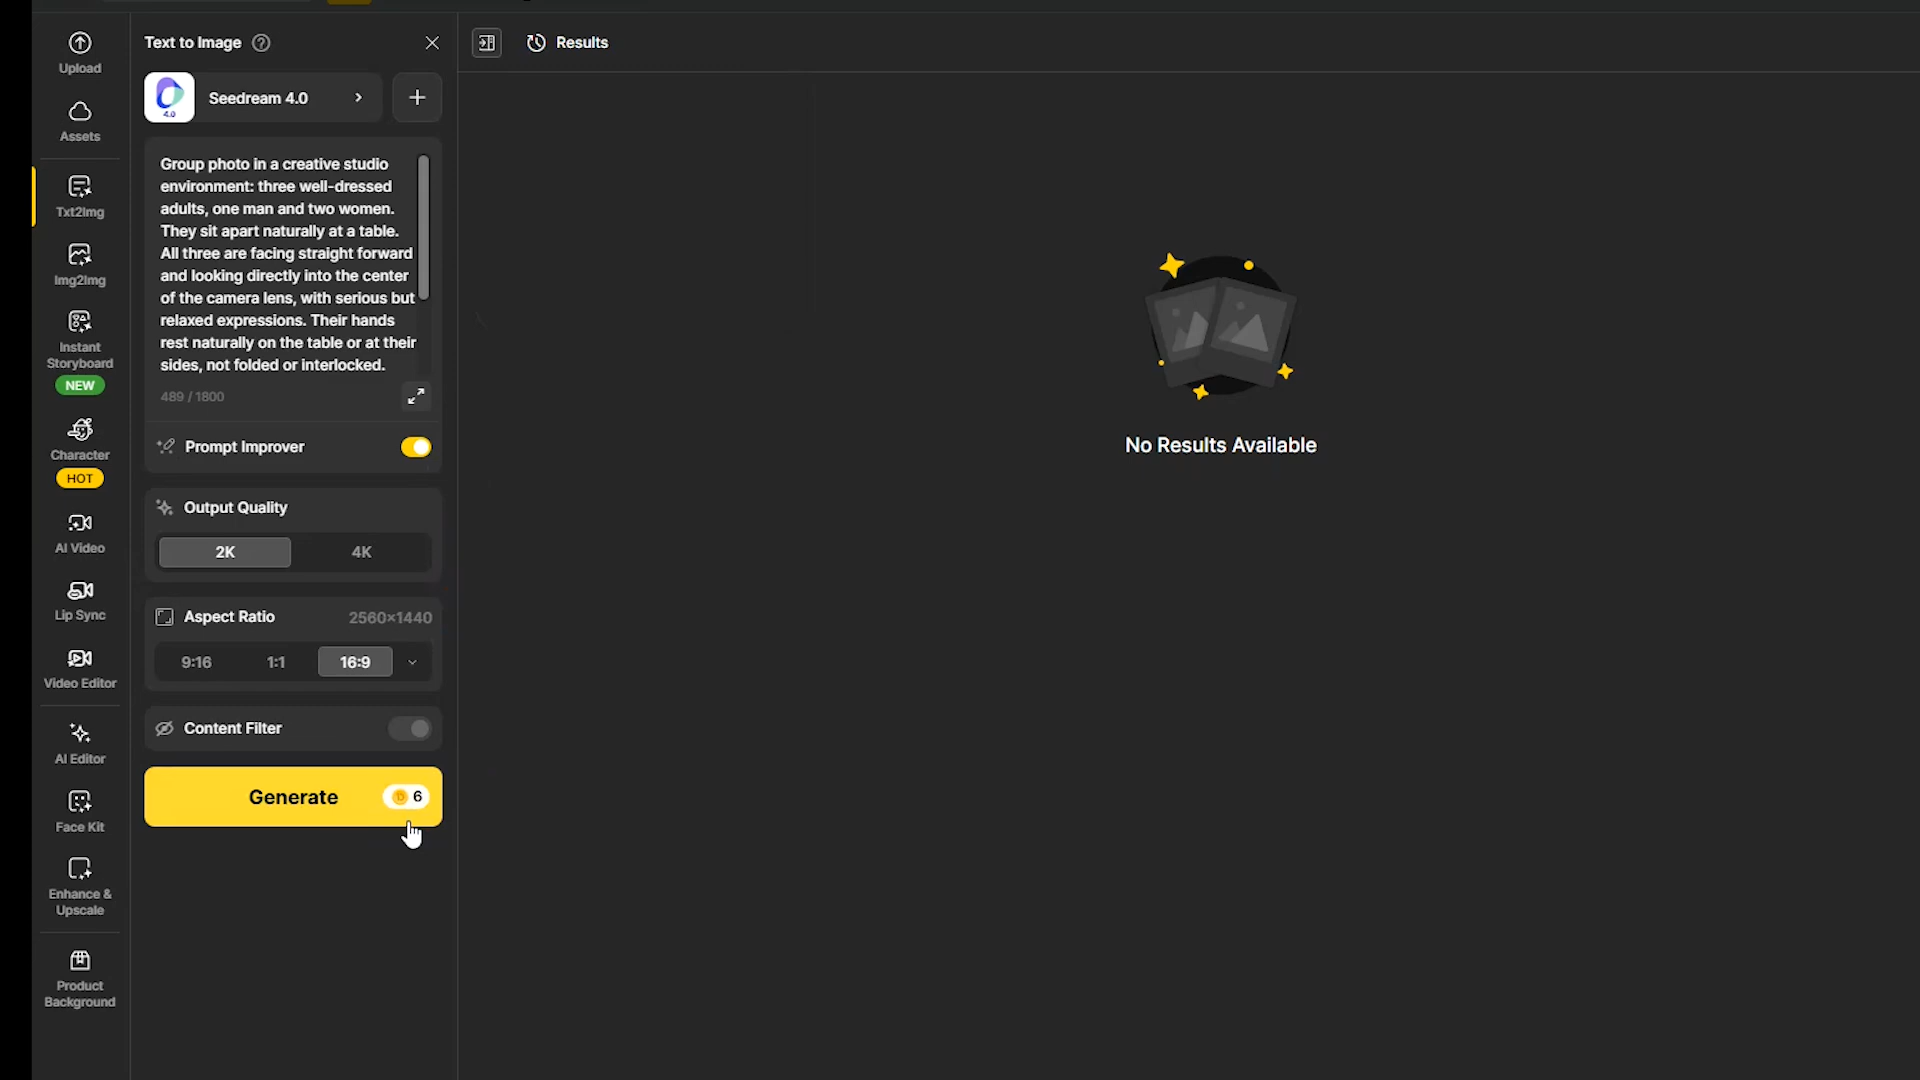 Upload
Assets
Txt2Img
Img2Img
Instant
Storyboard
NEW
Character
HOT
AI Video
Lip Sync
Video Editor
AI Editor
Face Kit
Enhance &
Upscale
Product
Background
Text to Image
4.0
Seedream 4.0
Group photo in a creative studio
environment: three well-dressed
adults, one man and two women.
They sit apart naturally at a table.
All three are facing straight forward
and looking directly into the center
of the camera lens, with serious but
relaxed expressions. Their hands
rest naturally on the table or at their
sides, not folded or interlocked.
489 / 1800
Prompt Improver
Output Quality
2K 4K
Aspect Ratio 2560×1440
9:16 1:1 16:9
Content Filter
Generate 6
Results
No Results Available